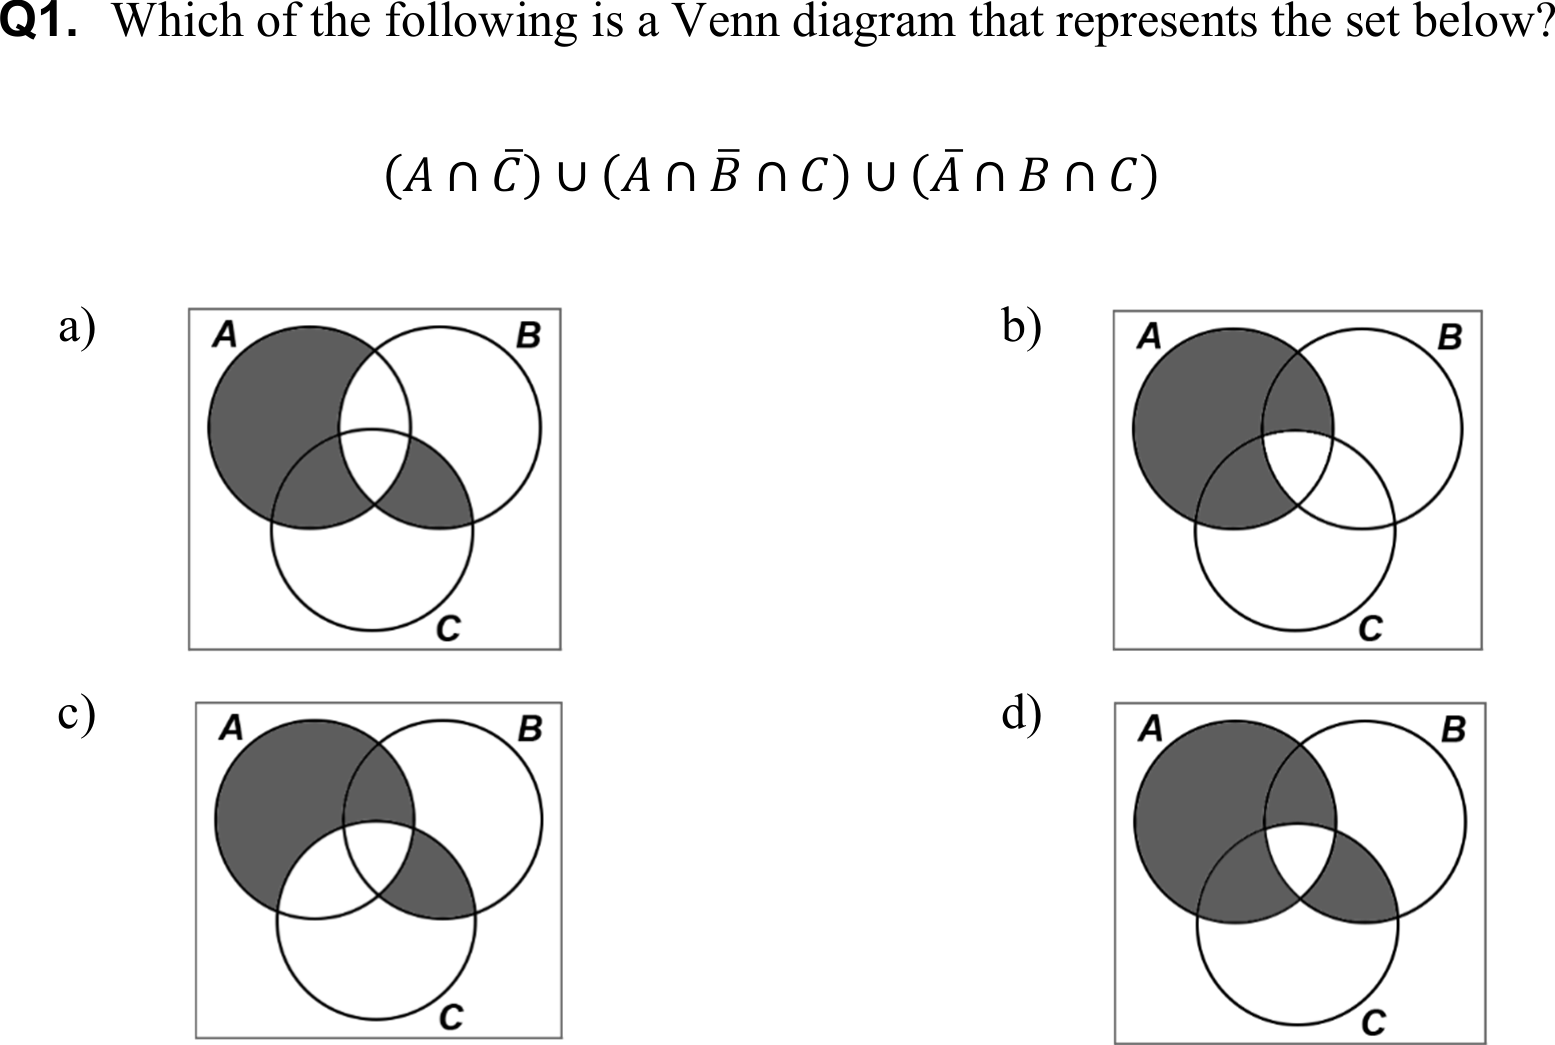 Q1. Which of the following is a Venn diagram that represents the set below?
(A ∩ C̄) ∪ (A ∩ B̄ ∩ C) ∪ (Ā ∩ B ∩ C)
a) A B C
b) A B C
c) A B C
d) A B C